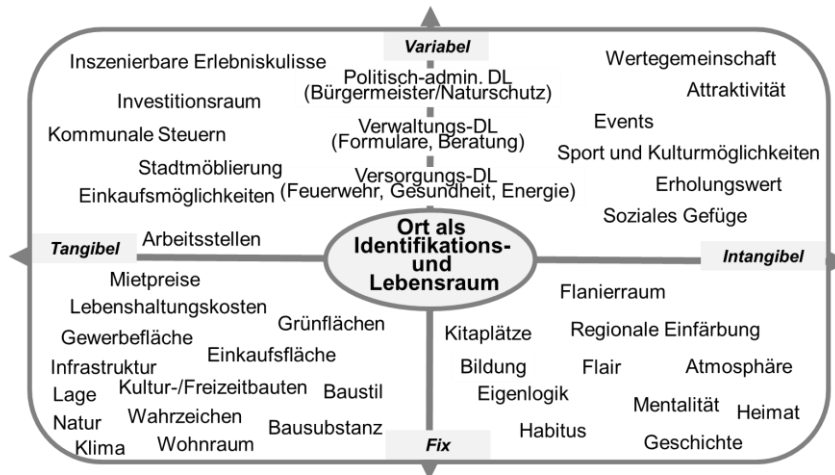 Variabel
Inszenierbare Erlebniskulisse
Wertegemeinschaft
Politisch-admin. DL
(Bürgermeister/Naturschutz)
Attraktivität
Investitionsraum
Events
Kommunale Steuern
Verwaltungs-DL
(Formulare, Beratung)
Sport und Kulturmöglichkeiten
Stadtmöblierung
Versorgungs-DL
(Feuerwehr, Gesundheit, Energie)
Einkaufsmöglichkeiten
Erholungswert
Soziales Gefüge
Arbeitsstellen
Ort als
Identifikations-
und
Lebensraum
Tangibel
Intangibel
Mietpreise
Flanierraum
Lebenshaltungskosten
Grünflächen
Gewerbefläche
Kitaplätze
Regionale Einfärbung
Einkaufsfläche
Infrastruktur
Bildung
Flair
Atmosphäre
Lage
Kultur-/Freizeitbauten
Baustil
Eigenlogik
Mentalität
Heimat
Natur
Wahrzeichen
Bausubstanz
Habitus
Klima
Wohnraum
Geschichte
Fix